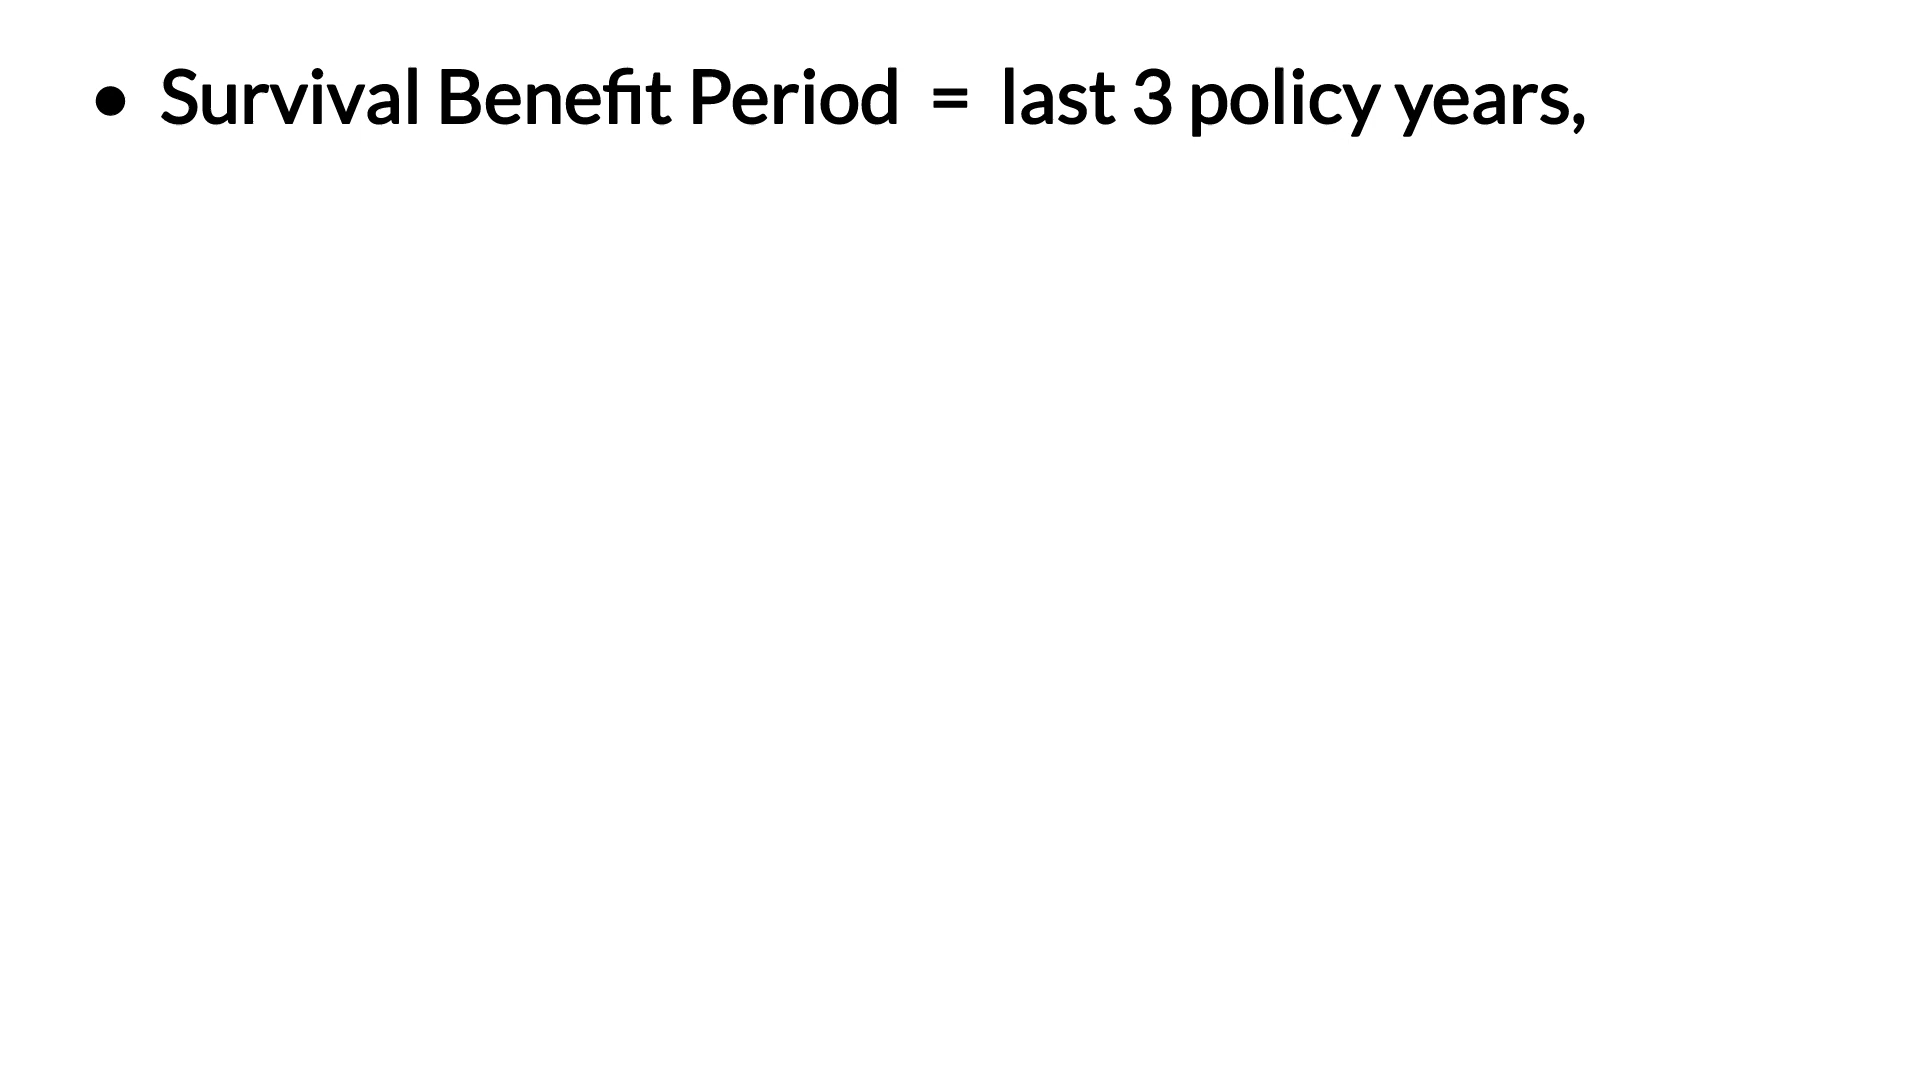 • Survival Benefit Period = last 3 policy years,